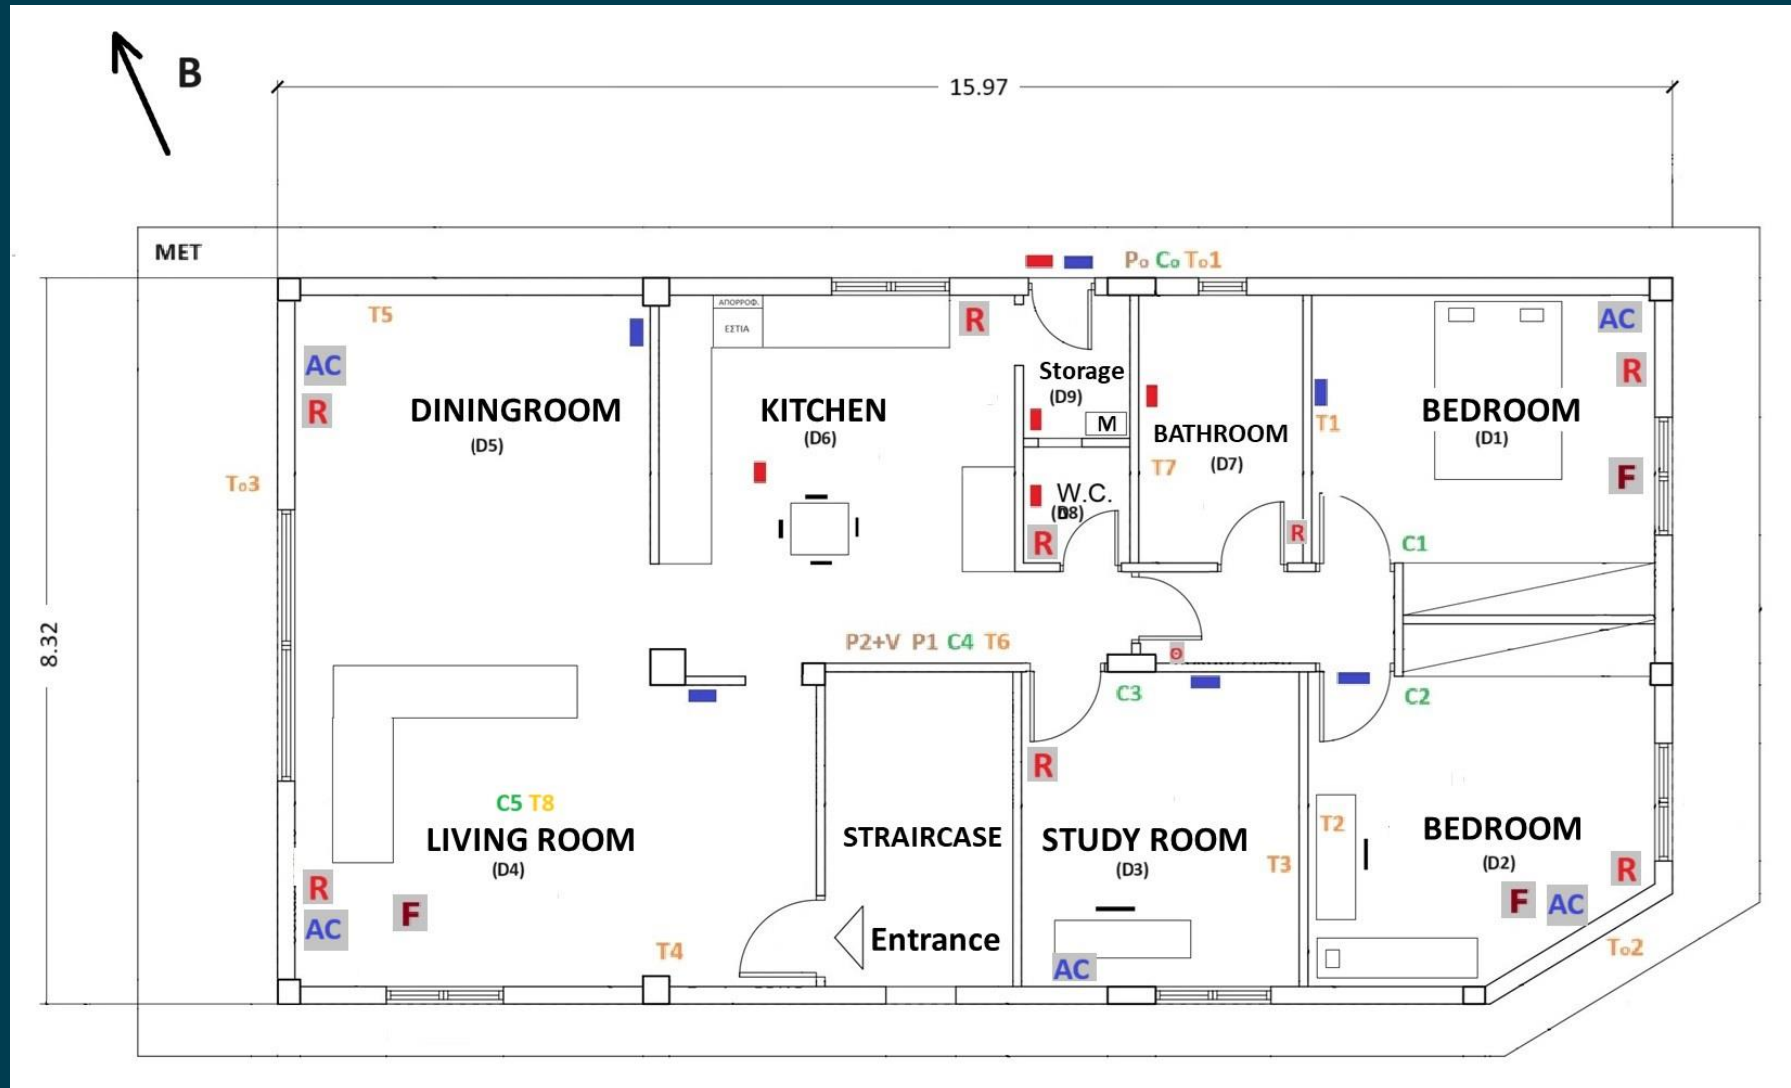 B
15.97
MET
Po Co To1
T5
ΑΠΟΡΡΟΦ.
ΕΣΤΙΑ
R
AC
AC
R
Storage
(D9)
R
DININGROOM
(D5)
KITCHEN
(D6)
M
BATHROOM
(D7)
T7
T1
BEDROOM
(D1)
F
To3
W.C.
(D8)
R
R
C1
8.32
P2+V P1 C4 T6
Θ
C3
C2
R
C5 T8
LIVING ROOM
(D4)
STRAIRCASE
STUDY ROOM
(D3)
T3
T2
BEDROOM
(D2)
R
R
AC
F
F AC
Entrance
T4
AC
To2